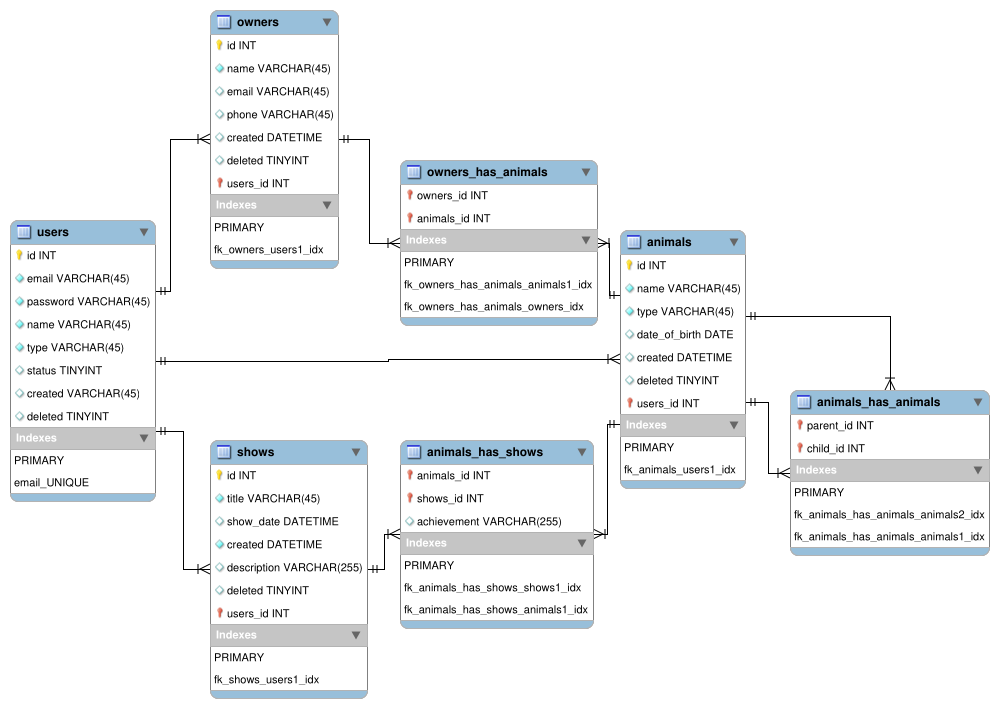 owners
id INT
name VARCHAR(45)
email VARCHAR(45)
phone VARCHAR(45)
created DATETIME
deleted TINYINT
users_id INT
Indexes
PRIMARY
fk_owners_users1_idx
owners_has_animals
owners_id INT
animals_id INT
Indexes
PRIMARY
fk_owners_has_animals_animals1_idx
fk_owners_has_animals_owners_idx
users
id INT
email VARCHAR(45)
password VARCHAR(45)
name VARCHAR(45)
type VARCHAR(45)
status TINYINT
created VARCHAR(45)
deleted TINYINT
Indexes
PRIMARY
email_UNIQUE
animals
id INT
name VARCHAR(45)
type VARCHAR(45)
date_of_birth DATE
created DATETIME
deleted TINYINT
users_id INT
Indexes
PRIMARY
fk_animals_users1_idx
animals_has_animals
parent_id INT
child_id INT
Indexes
PRIMARY
fk_animals_has_animals_animals2_idx
fk_animals_has_animals_animals1_idx
shows
id INT
title VARCHAR(45)
show_date DATETIME
created DATETIME
description VARCHAR(255)
deleted TINYINT
users_id INT
Indexes
PRIMARY
fk_shows_users1_idx
animals_has_shows
animals_id INT
shows_id INT
achievement VARCHAR(255)
Indexes
PRIMARY
fk_animals_has_shows_shows1_idx
fk_animals_has_shows_animals1_idx